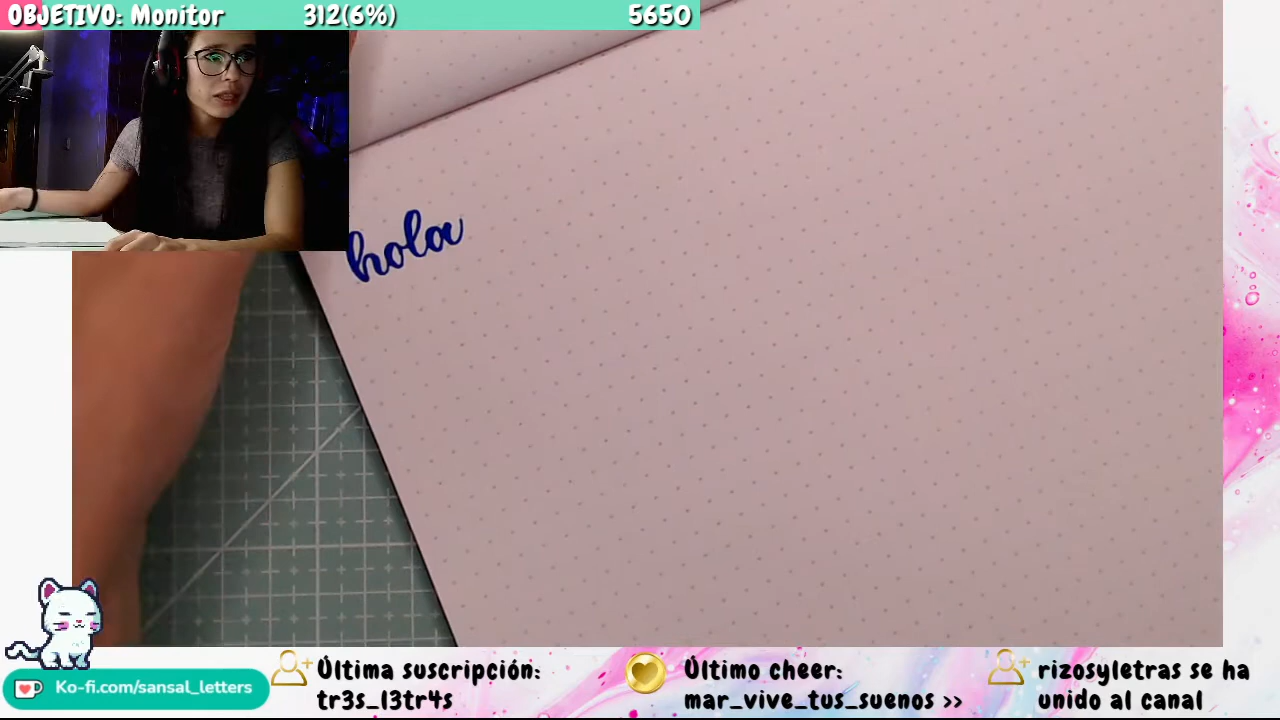 OBJETIVO: Monitor 312(6%) 5650
hola
Ko-fi.com/sansal_letters
Última suscripción:
tr3s_l3tr4s
Último cheer:
mar_vive_tus_suenos >>
rizosyletras se ha
unido al canal